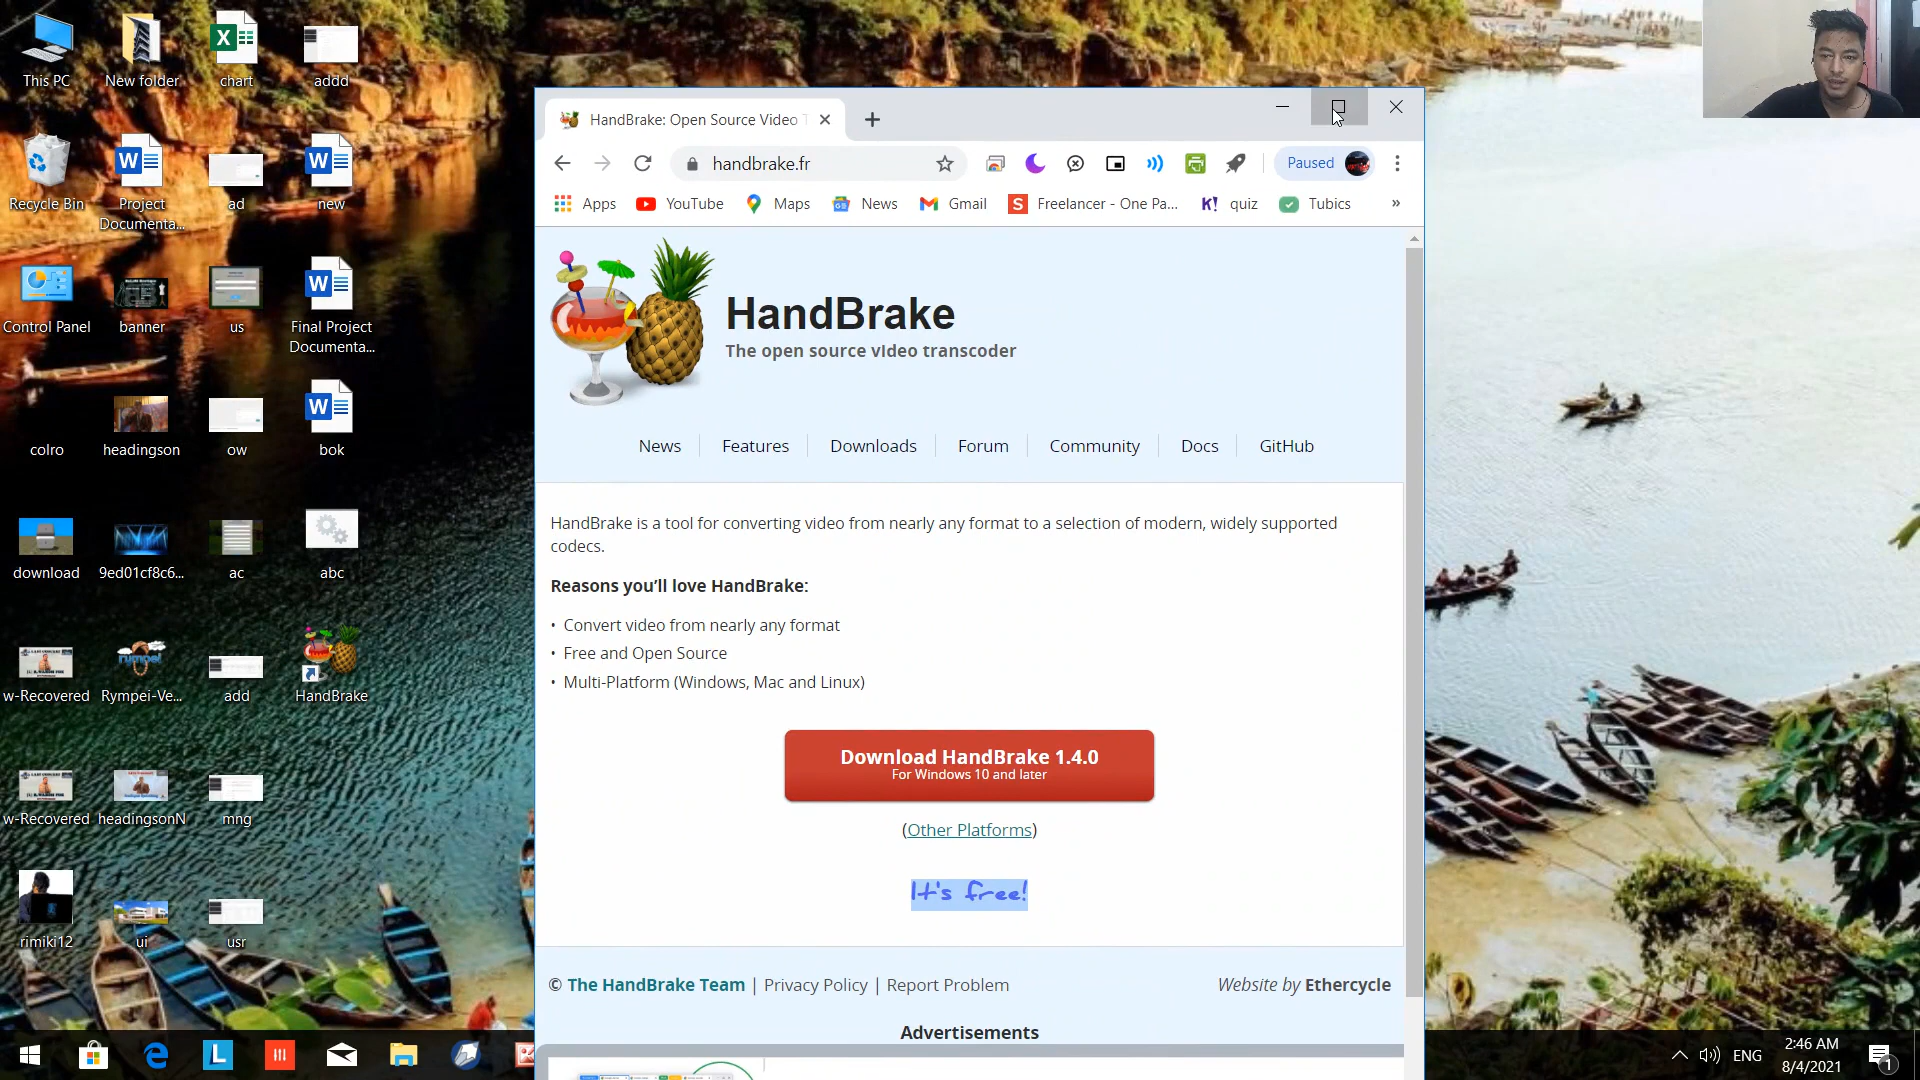 This PC
New folder
chart
addd
Recycle Bin
Project Documenta...
ad
new
Control Panel
banner
us
Final Project Documenta...
colro
headingson
ow
bok
download
9ed01cf8c6...
ac
abc
w-Recovered
Rympei-Ve...
add
HandBrake
w-Recovered
headingsonN
mng
rimiki12
ui
usr
HandBrake: Open Source Video T
handbrake.fr
Paused
Apps
YouTube
Maps
News
Gmail
Freelancer - One Pa...
K! quiz
Tubics
»
HandBrake
The open source video transcoder
News
Features
Downloads
Forum
Community
Docs
GitHub
HandBrake is a tool for converting video from nearly any format to a selection of modern, widely supported
codecs.
Reasons you’ll love HandBrake:
• Convert video from nearly any format
• Free and Open Source
• Multi-Platform (Windows, Mac and Linux)
Download HandBrake 1.4.0
For Windows 10 and later
(Other Platforms)
It's free!
© The HandBrake Team | Privacy Policy | Report Problem
Website by Ethercycle
Advertisements
ENG
2:46 AM
8/4/2021
1